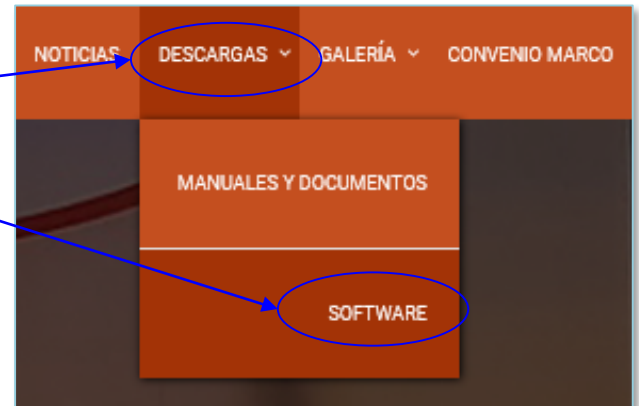 NOTICIAS DESCARGAS GALERÍA CONVENIO MARCO
MANUALES Y DOCUMENTOS
SOFTWARE